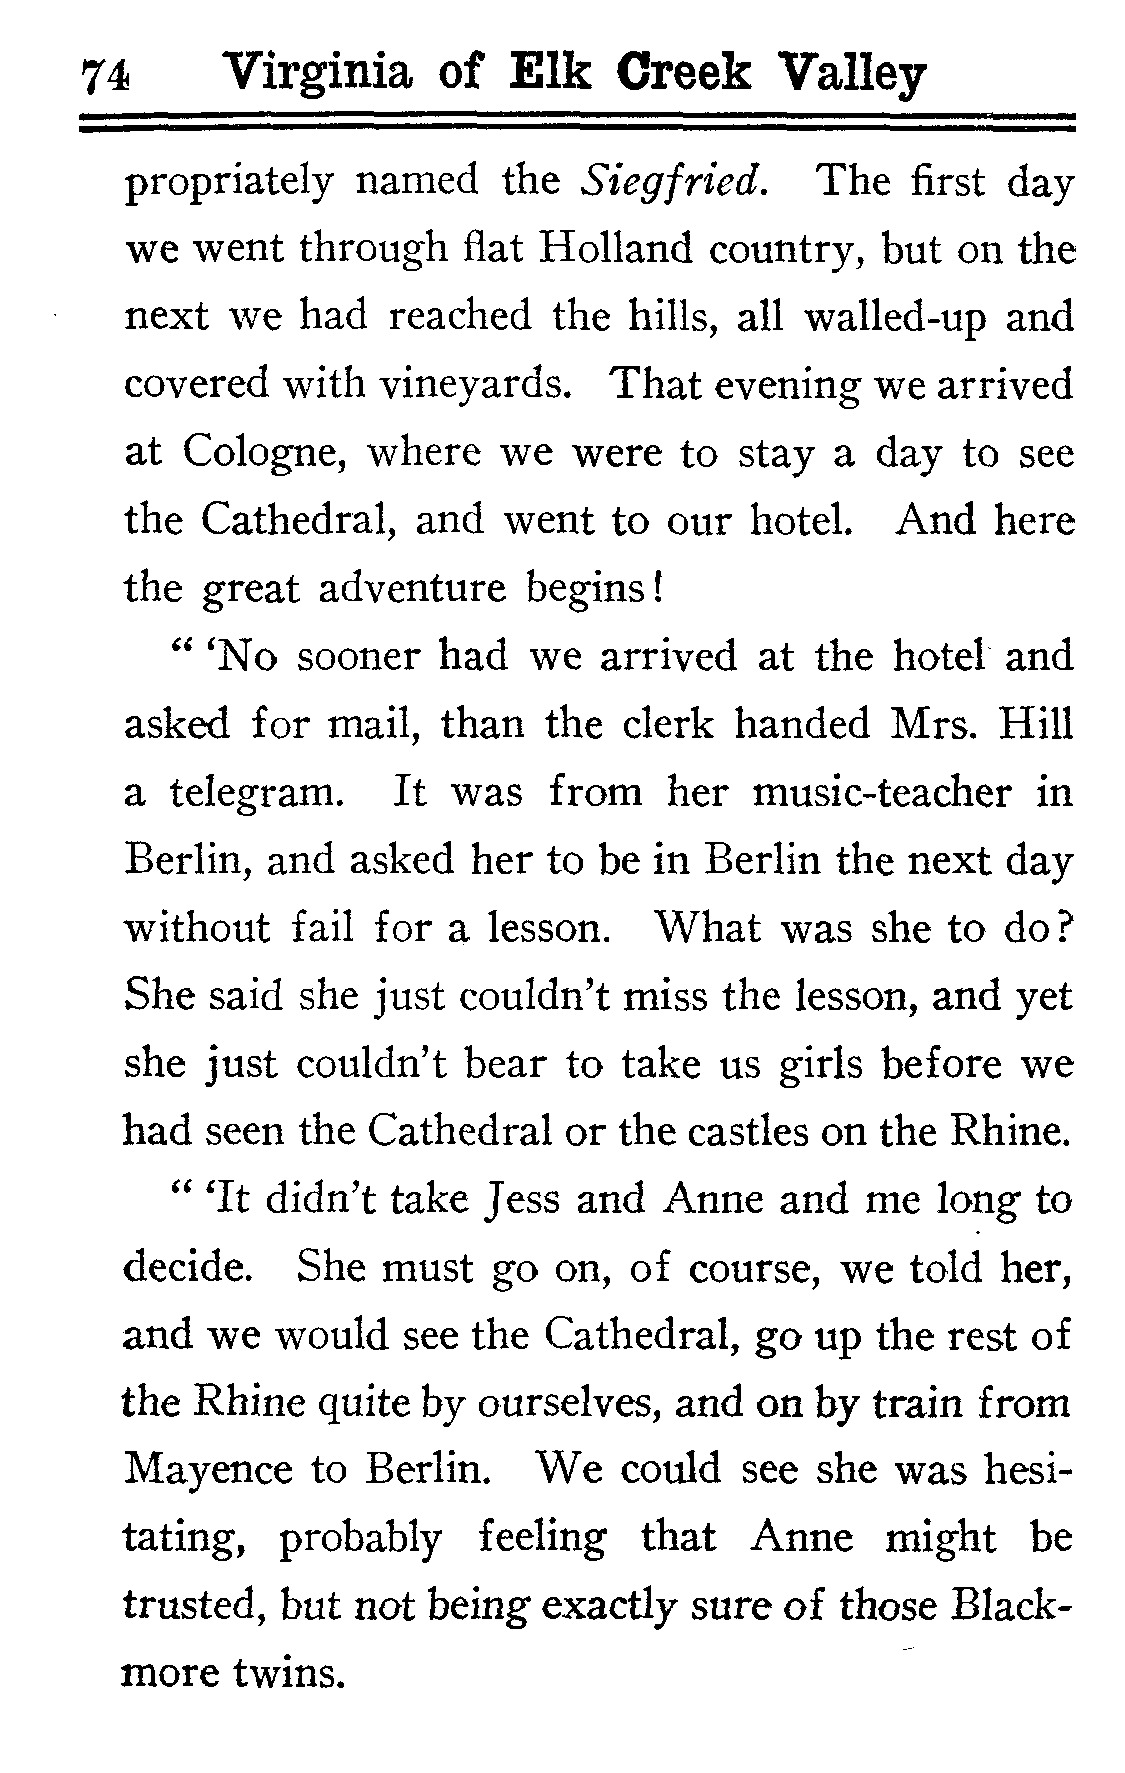 74 Virginia of Elk Creek Valley
propriately named the Siegfried. The first day
we went through flat Holland country, but on the
next we had reached the hills, all walled-up and
covered with vineyards. That evening we arrived
at Cologne, where we were to stay a day to see
the Cathedral, and went to our hotel. And here
the great adventure begins!
“ ‘No sooner had we arrived at the hotel and
asked for mail, than the clerk handed Mrs. Hill
a telegram. It was from her music-teacher in
Berlin, and asked her to be in Berlin the next day
without fail for a lesson. What was she to do?
She said she just couldn’t miss the lesson, and yet
she just couldn’t bear to take us girls before we
had seen the Cathedral or the castles on the Rhine.
“ ‘It didn’t take Jess and Anne and me long to
decide. She must go on, of course, we told her,
and we would see the Cathedral, go up the rest of
the Rhine quite by ourselves, and on by train from
Mayence to Berlin. We could see she was hesi-
tating, probably feeling that Anne might be
trusted, but not being exactly sure of those Black-
more twins.